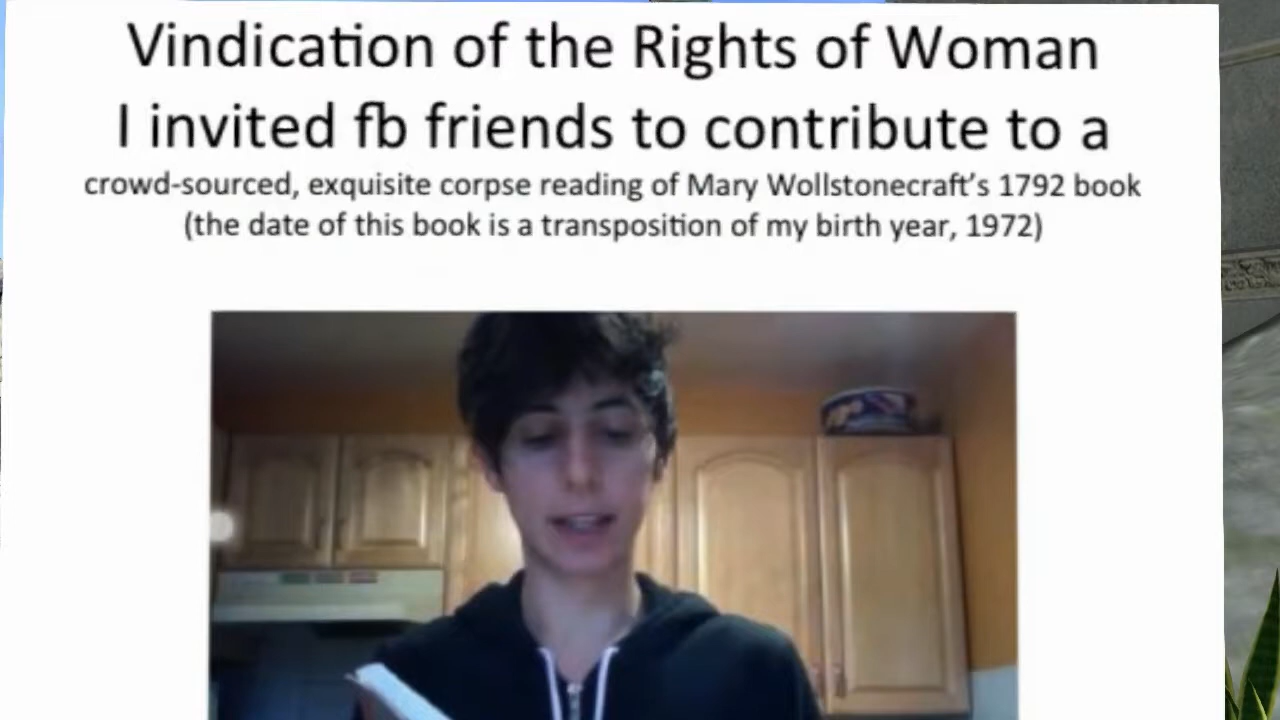 Vindication of the Rights of Woman
I invited fb friends to contribute to a
crowd-sourced, exquisite corpse reading of Mary Wollstonecraft's 1792 book
(the date of this book is a transposition of my birth year, 1972)